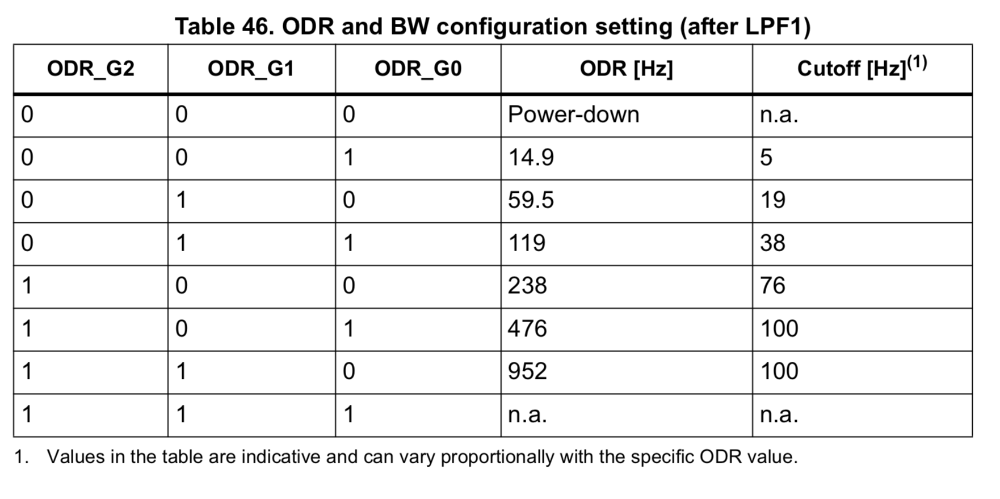 Table 46. ODR and BW configuration setting (after LPF1)
ODR_G2 ODR_G1 ODR_G0 ODR [Hz] Cutoff [Hz](1)
0 0 0 Power-down n.a.
0 0 1 14.9 5
0 1 0 59.5 19
0 1 1 119 38
1 0 0 238 76
1 0 1 476 100
1 1 0 952 100
1 1 1 n.a. n.a.
1. Values in the table are indicative and can vary proportionally with the specific ODR value.